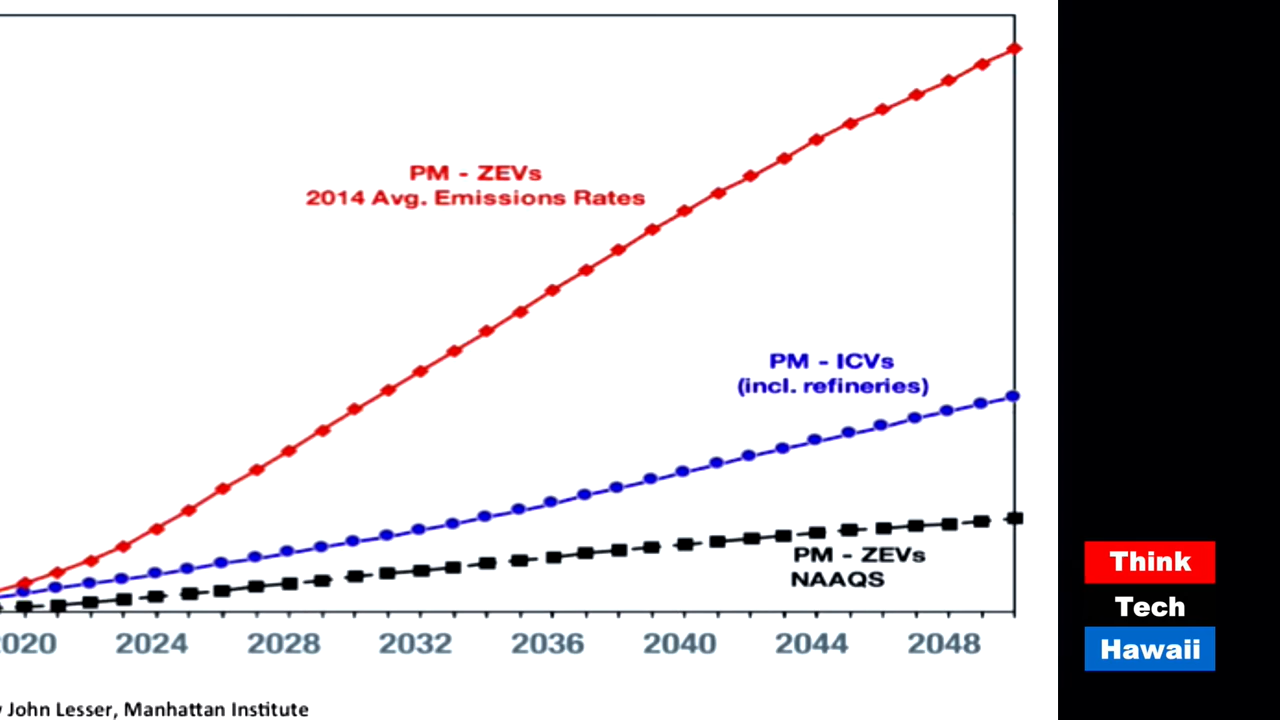 PM - ZEVs
2014 Avg. Emissions Rates
PM - ICVs
(incl. refineries)
PM - ZEVs
NAAQS
Think
Tech
Hawaii
2020 2024 2028 2032 2036 2040 2044 2048
John Lesser, Manhattan Institute